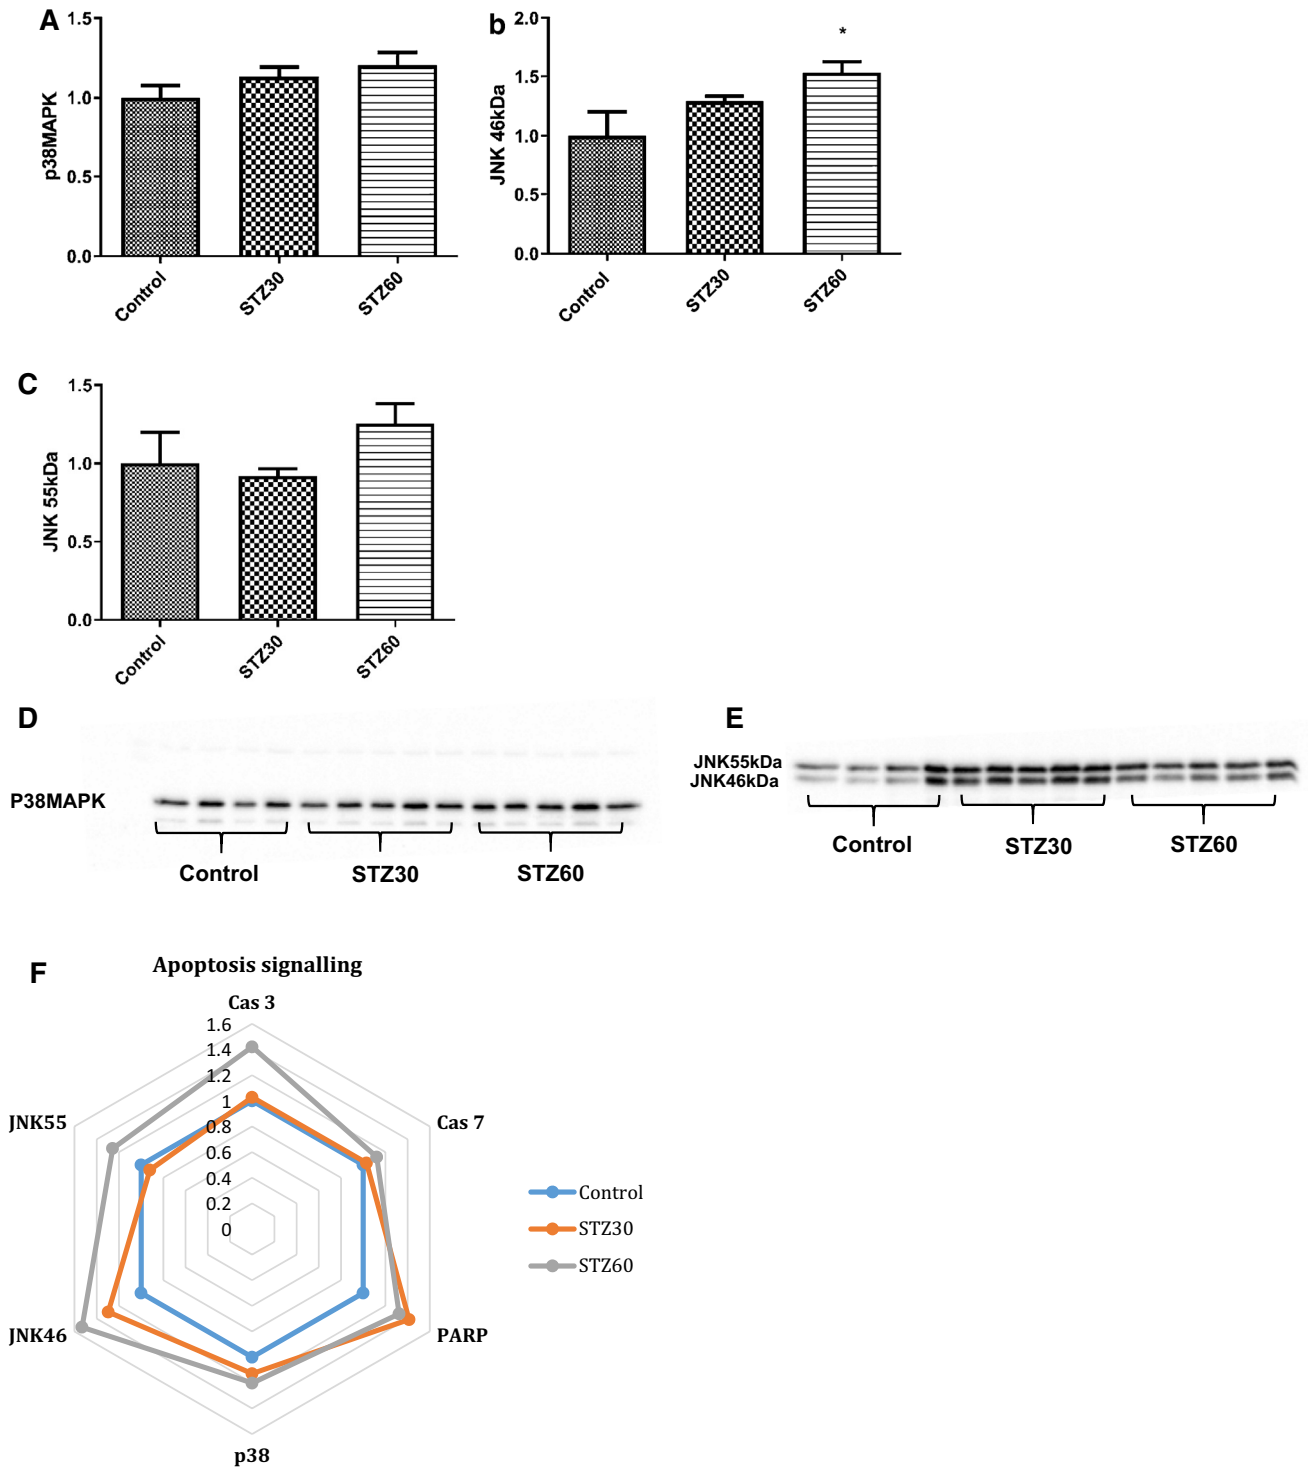 A
1.5
1.0
0.5
0.0
p38MAPK
Control
STZ30
STZ60
b
2.0
1.5
1.0
0.5
0.0
JNK 46kDa
*
Control
STZ30
STZ60
C
1.5
1.0
0.5
0.0
JNK 55kDa
Control
STZ30
STZ60
D
P38MAPK
Control
STZ30
STZ60
E
JNK55kDa
JNK46kDa
Control
STZ30
STZ60
F
Apoptosis signalling
Cas 3
1.6
1.4
1.2
1
0.8
0.6
0.4
0.2
0
JNK55
Cas 7
JNK46
PARP
p38
Control
STZ30
STZ60